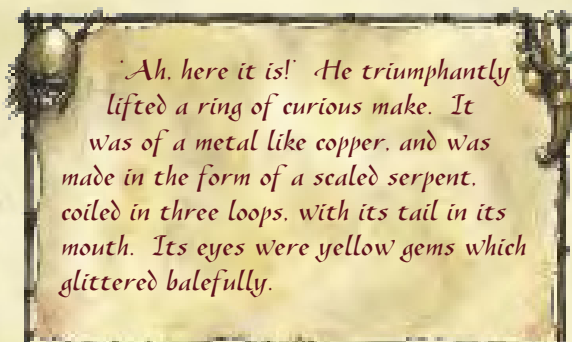 'Ah, here it is!' He triumphantly
lifted a ring of curious make. It
was of a metal like copper, and was
made in the form of a scaled serpent,
coiled in three loops, with its tail in its
mouth. Its eyes were yellow gems which
glittered balefully.